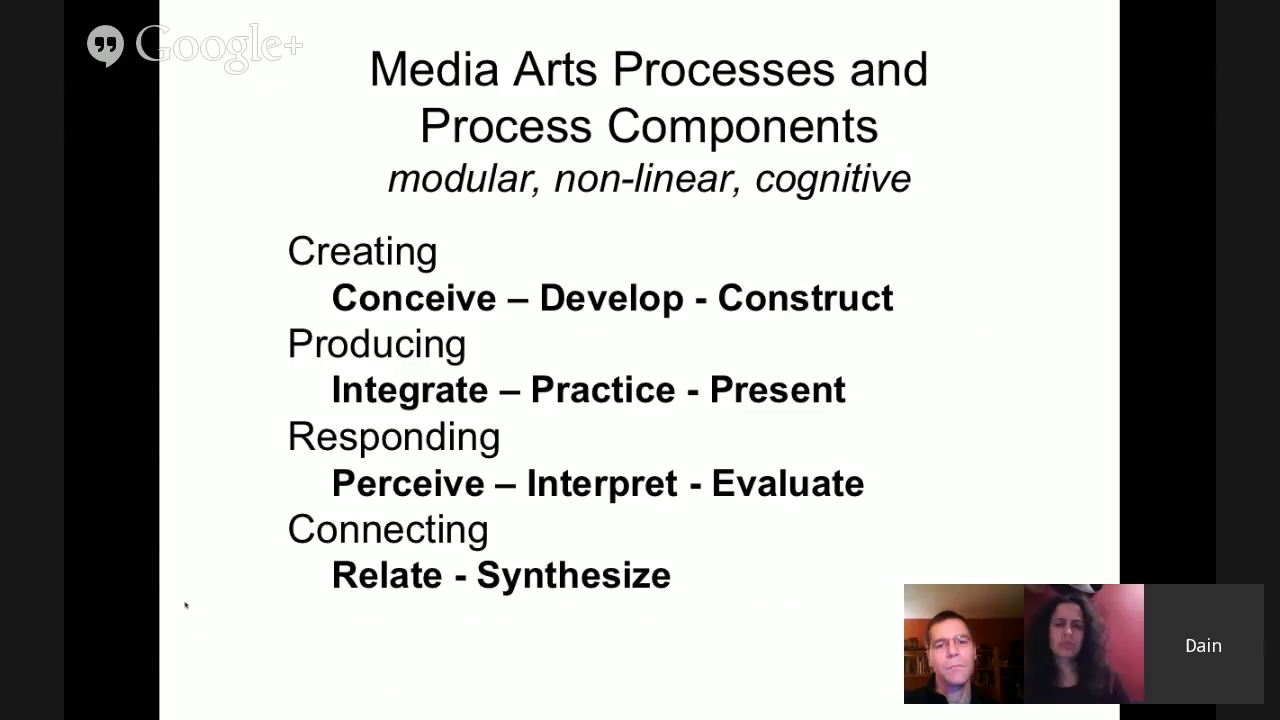 Google+
Media Arts Processes and
Process Components
modular, non-linear, cognitive
Creating
Conceive – Develop - Construct
Producing
Integrate – Practice - Present
Responding
Perceive – Interpret - Evaluate
Connecting
Relate - Synthesize
Dain